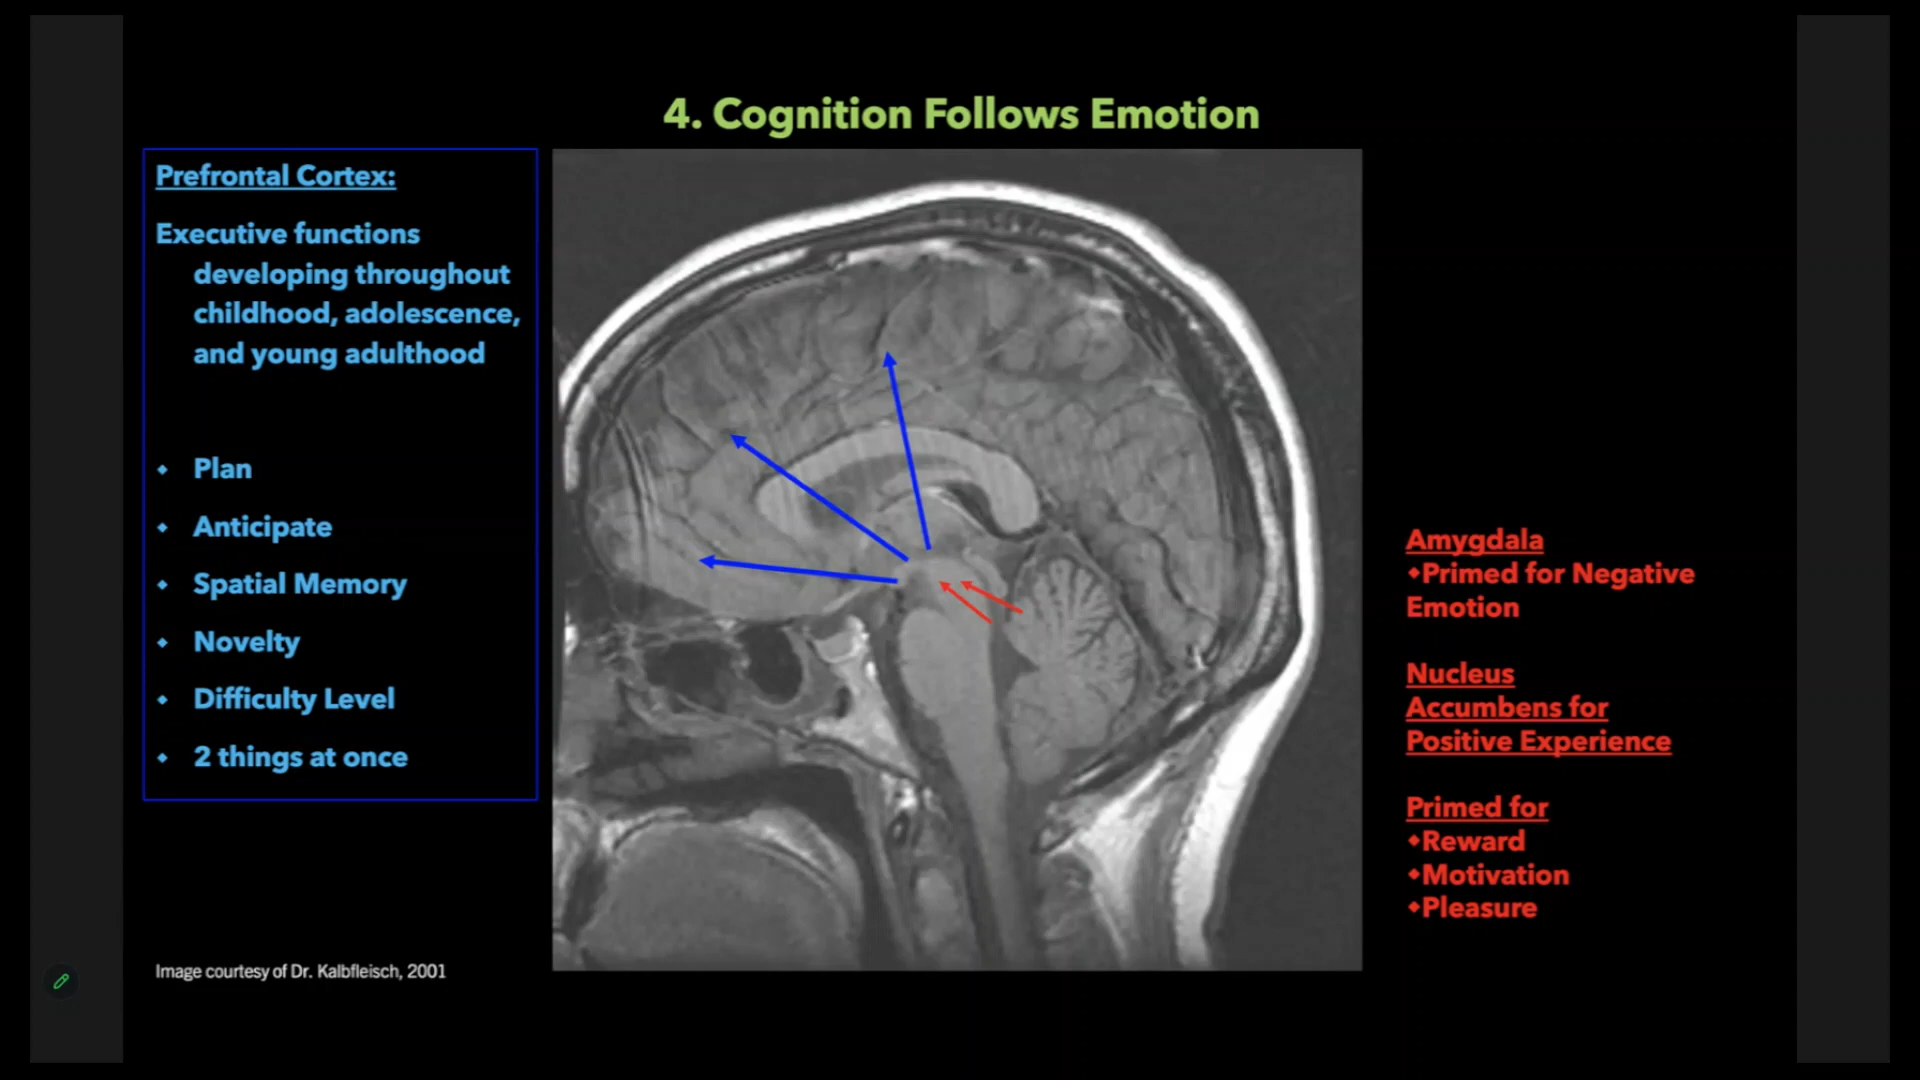 4. Cognition Follows Emotion
Prefrontal Cortex:
Executive functions
developing throughout
childhood, adolescence,
and young adulthood
Plan
Anticipate
Spatial Memory
Novelty
Difficulty Level
2 things at once
Image courtesy of Dr. Kalbfleisch, 2001
Amygdala
•Primed for Negative
Emotion
Nucleus
Accumbens for
Positive Experience
Primed for
•Reward
•Motivation
•Pleasure